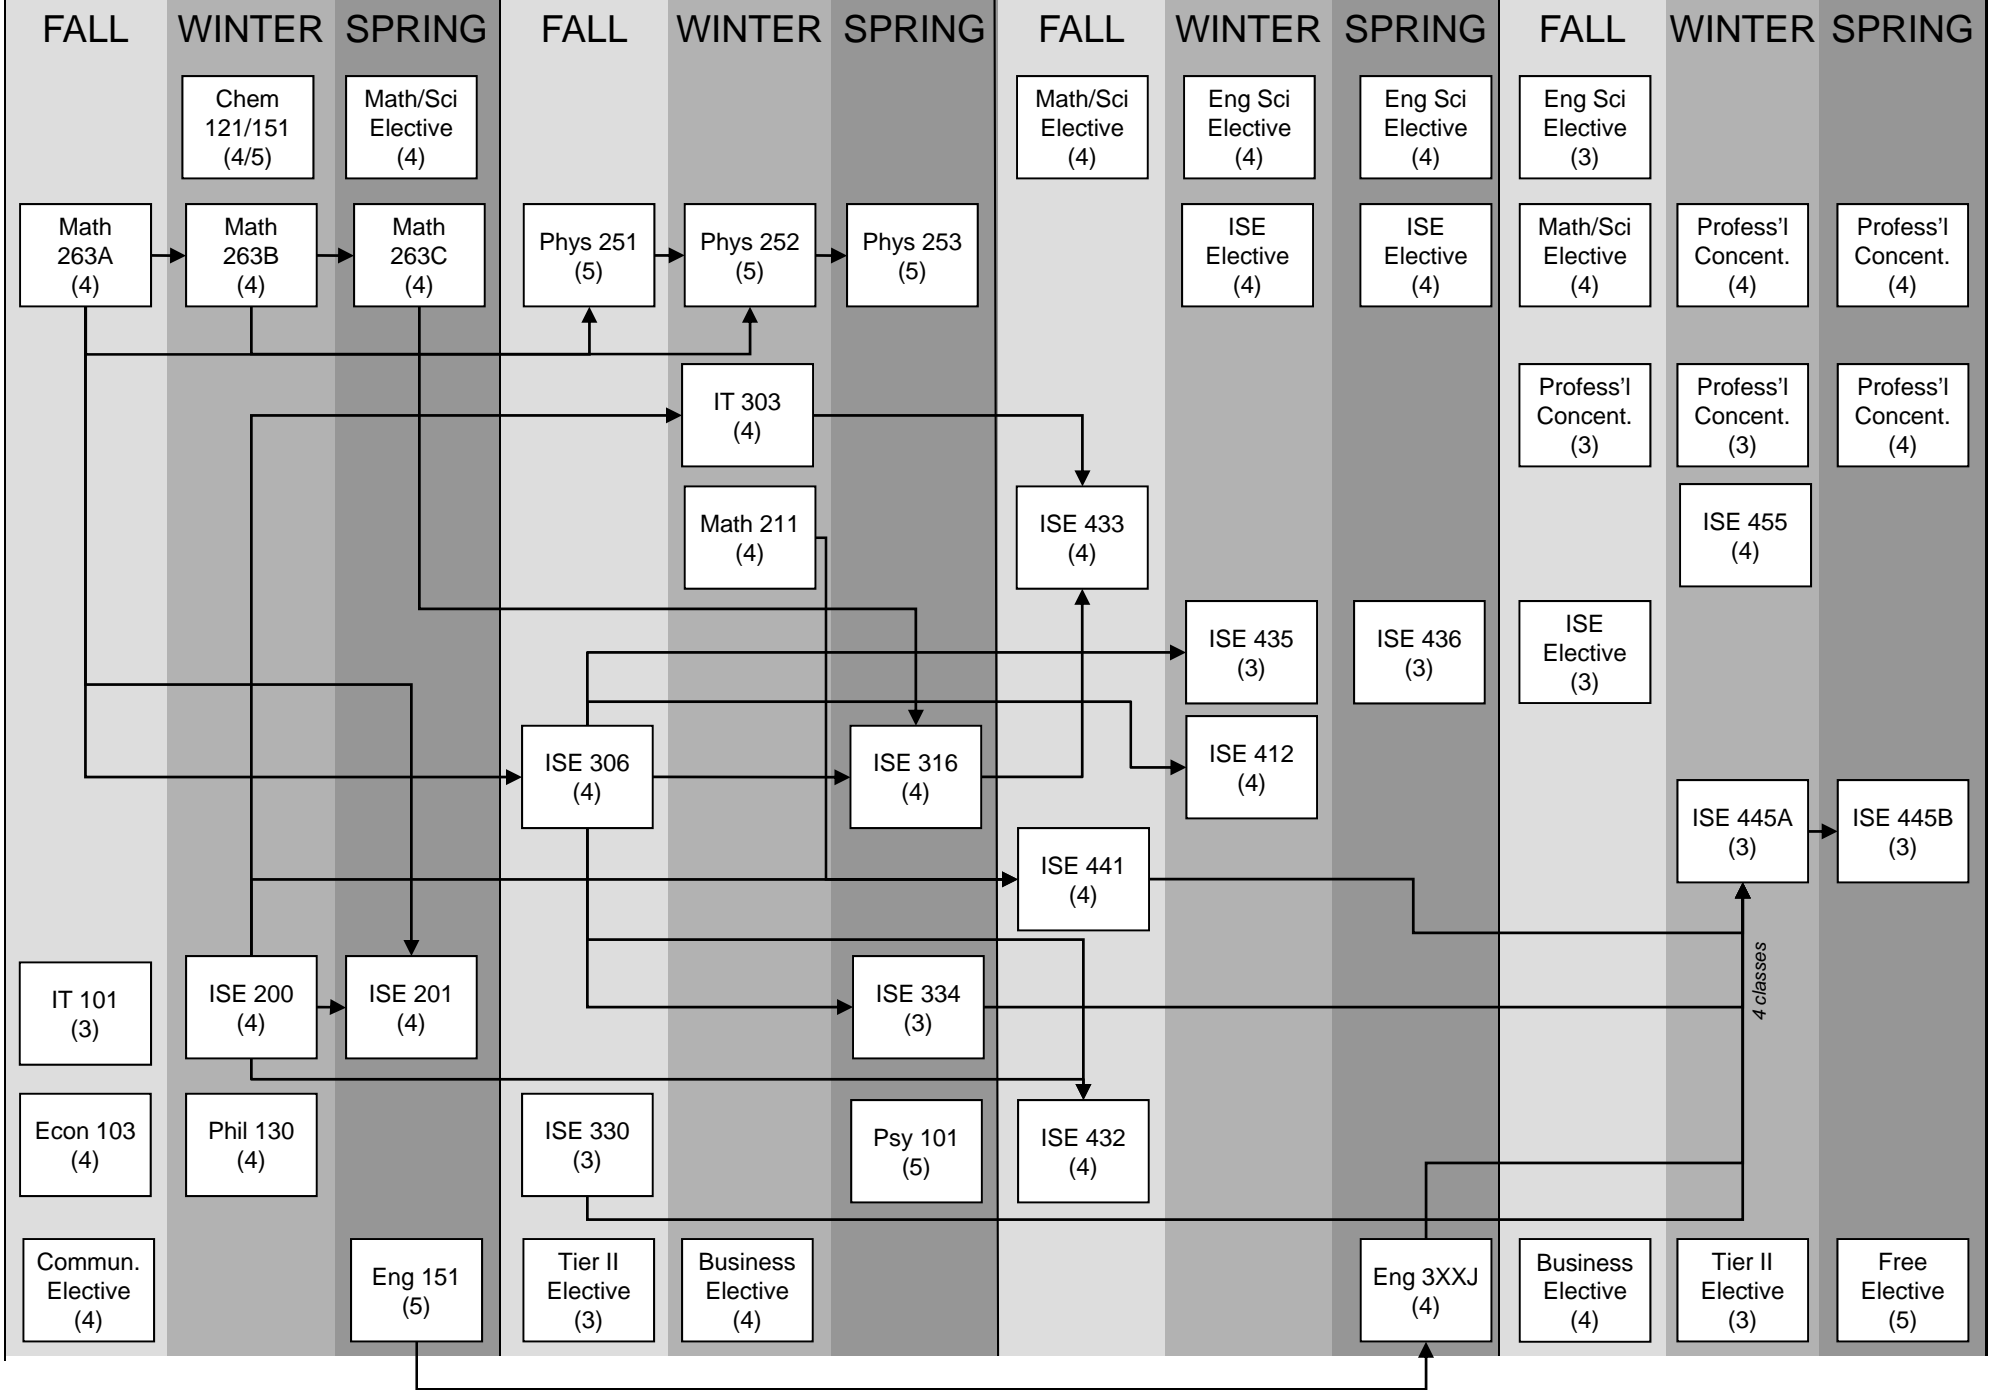 FALL WINTER SPRING FALL WINTER SPRING FALL WINTER SPRING FALL WINTER SPRING
Chem
121/151
(4/5)
Math/Sci
Elective
(4)
Math/Sci
Elective
(4)
Eng Sci
Elective
(4)
Eng Sci
Elective
(4)
Eng Sci
Elective
(3)
Math
263A
(4)
Math
263B
(4)
Math
263C
(4)
Phys 251
(5)
Phys 252
(5)
Phys 253
(5)
ISE
Elective
(4)
ISE
Elective
(4)
Math/Sci
Elective
(4)
Profess'l
Concent.
(4)
Profess'l
Concent.
(4)
IT 303
(4)
Profess'l
Concent.
(3)
Profess'l
Concent.
(3)
Profess'l
Concent.
(4)
Math 211
(4)
ISE 433
(4)
ISE 455
(4)
ISE 435
(3)
ISE 436
(3)
ISE
Elective
(3)
ISE 306
(4)
ISE 316
(4)
ISE 412
(4)
ISE 441
(4)
ISE 445A
(3)
ISE 445B
(3)
IT 101
(3)
ISE 200
(4)
ISE 201
(4)
ISE 334
(3)
4 classes
Econ 103
(4)
Phil 130
(4)
ISE 330
(3)
Psy 101
(5)
ISE 432
(4)
Commun.
Elective
(4)
Eng 151
(5)
Tier II
Elective
(3)
Business
Elective
(4)
Eng 3XXJ
(4)
Business
Elective
(4)
Tier II
Elective
(3)
Free
Elective
(5)